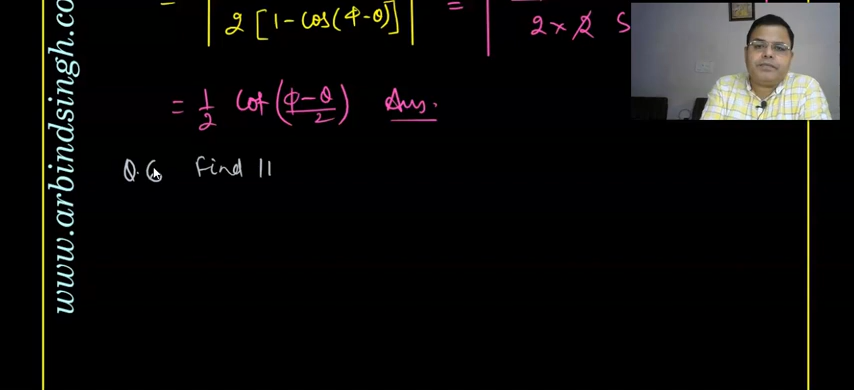 = | / 2 [1-cos(ϕ-θ)] | = | / 2×2 S
= 1/2 cot (ϕ-θ/2) Ans.
Q.6 Find 11
www.arbindsingh.co